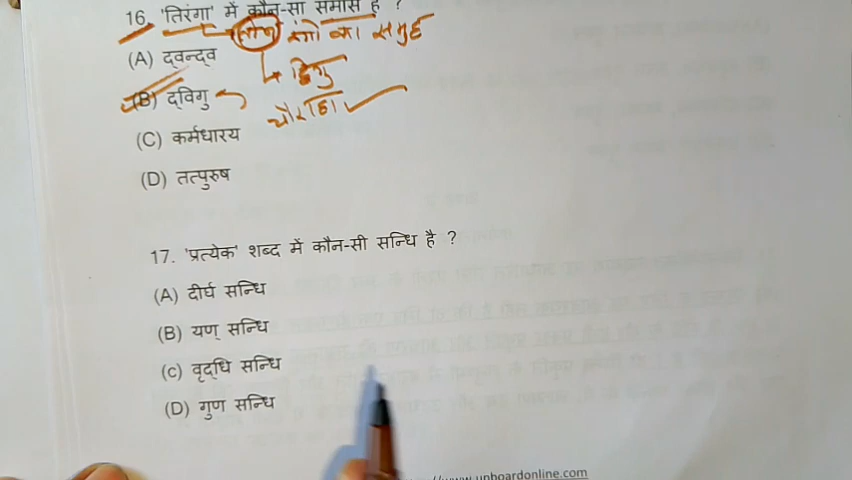 16. 'तिरंगा' में कौन-सा समास है ?
रंगों का समुह
(A) द्वन्द्व
द्विगु
(B) द्विगु
चौराहा
(C) कर्मधारय
(D) तत्पुरुष
17. 'प्रत्येक' शब्द में कौन-सी सन्धि है ?
(A) दीर्घ सन्धि
(B) यण् सन्धि
(c) वृद्धि सन्धि
(D) गुण सन्धि
www.upboardonline.com